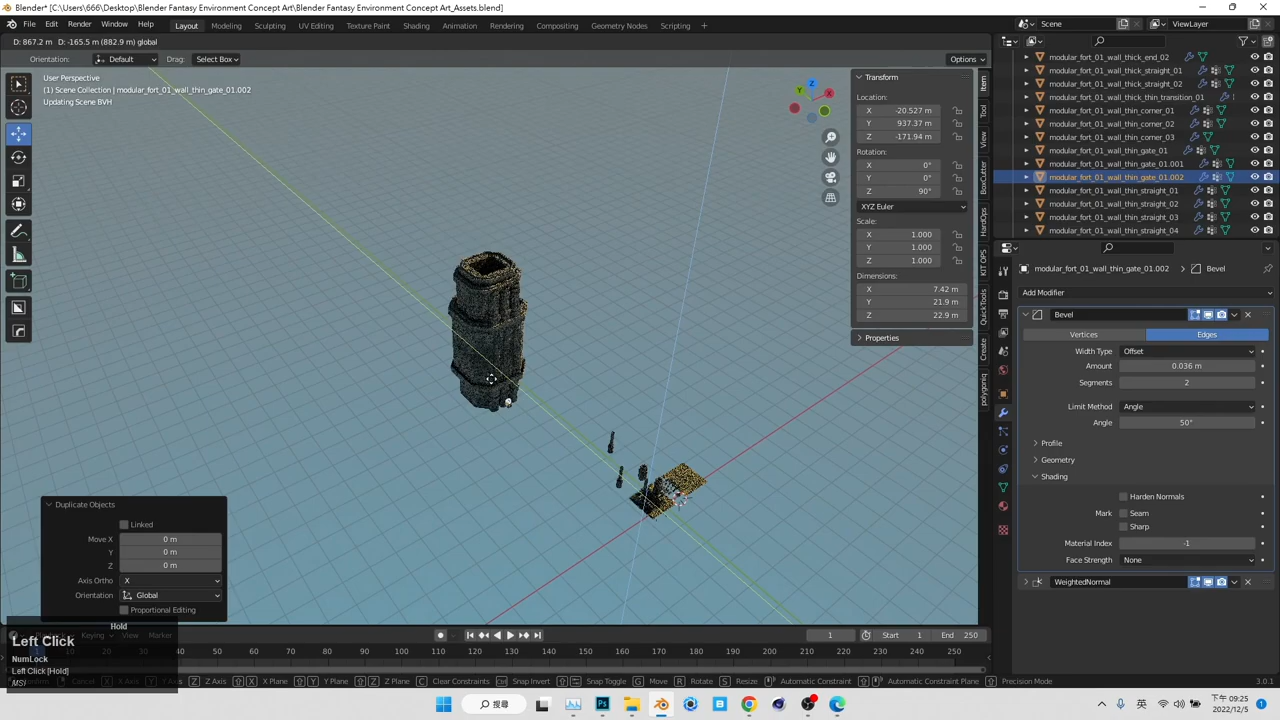 Blender* [C:\Users\666\Desktop\Blender Fantasy Environment Concept Art\Blender Fantasy Environment Concept Art_Assets.blend]
File Edit Render Window Help Layout Modeling Sculpting UV Editing Texture Paint Shading Animation Rendering Compositing Geometry Nodes Scripting Scene ViewLayer
D: 867.2 m D: -165.5 m (882.9 m) global
Orientation: Default Drag: Select Box Options
User Perspective
(1) Scene Collection | modular_fort_01_wall_thin_gate_01.002
Updating Scene BVH
Transform
Location:
X -20.527 m
Y 937.37 m
Z -171.94 m
Rotation:
X 0°
Y 0°
Z 90°
XYZ Euler
Scale:
X 1.000
Y 1.000
Z 1.000
Dimensions:
X 7.42 m
Y 21.9 m
Z 22.9 m
Properties
Item
Tool
View
BoxCutter
HardOps
KIT OPS
QuickTools
Create
polygoniq
modular_fort_01_wall_thick_end_02
modular_fort_01_wall_thick_straight_01
modular_fort_01_wall_thick_straight_02
modular_fort_01_wall_thick_thin_transition_01
modular_fort_01_wall_thin_corner_01
modular_fort_01_wall_thin_corner_02
modular_fort_01_wall_thin_corner_03
modular_fort_01_wall_thin_gate_01
modular_fort_01_wall_thin_gate_01.001
modular_fort_01_wall_thin_gate_01.002
modular_fort_01_wall_thin_straight_01
modular_fort_01_wall_thin_straight_02
modular_fort_01_wall_thin_straight_03
modular_fort_01_wall_thin_straight_04
modular_fort_01_wall_thin_gate_01.002 Bevel
Add Modifier
Bevel
Vertices Edges
Width Type Offset
Amount 0.036 m
Segments 2
Limit Method Angle
Angle 50°
Profile
Geometry
Shading
Harden Normals
Mark Seam
Sharp
Material Index -1
Face Strength None
WeightedNormal
Duplicate Objects
Linked
Move X 0 m
Y 0 m
Z 0 m
Axis Ortho X
Orientation Global
Proportional Editing
Hold
Left Click
NumLock
Left Click [Hold]
Keying View Marker
1 Start 1 End 250
10 20 30 40 50 60 70 80 90 100 110 120 130 140 150 160 170 180 190 200 210 220 230 240 250
Z Axis X Plane Y Plane Z Plane Clear Constraints Snap Invert Snap Toggle Move Rotate Resize Automatic Constraint Automatic Constraint Plane Precision Mode
3.0.1
搜尋
英
下午 09:25
2022/12/5